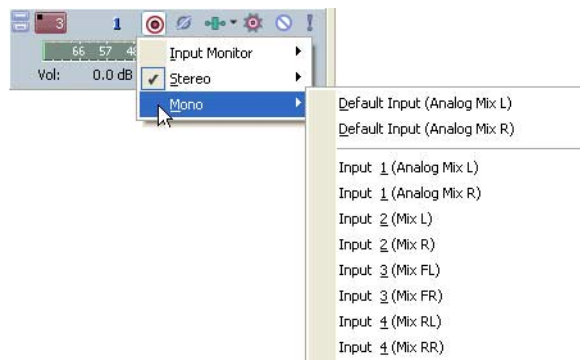 3 1
66 57 48
Vol: 0.0 dB
Input Monitor
Stereo
Mono
Default Input (Analog Mix L)
Default Input (Analog Mix R)
Input 1 (Analog Mix L)
Input 1 (Analog Mix R)
Input 2 (Mix L)
Input 2 (Mix R)
Input 3 (Mix FL)
Input 3 (Mix FR)
Input 4 (Mix RL)
Input 4 (Mix RR)